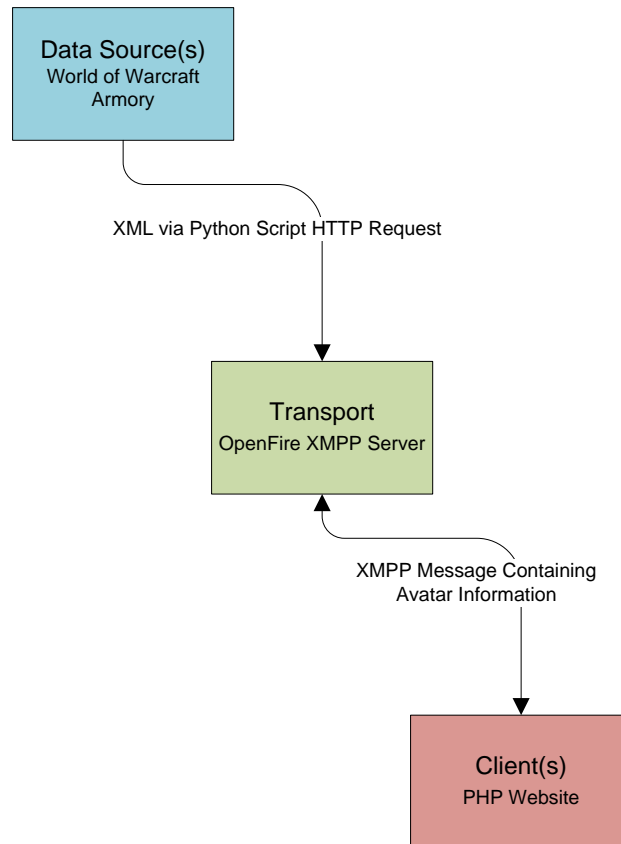 Data Source(s)
World of Warcraft
Armory
XML via Python Script HTTP Request
Transport
OpenFire XMPP Server
XMPP Message Containing
Avatar Information
Client(s)
PHP Website